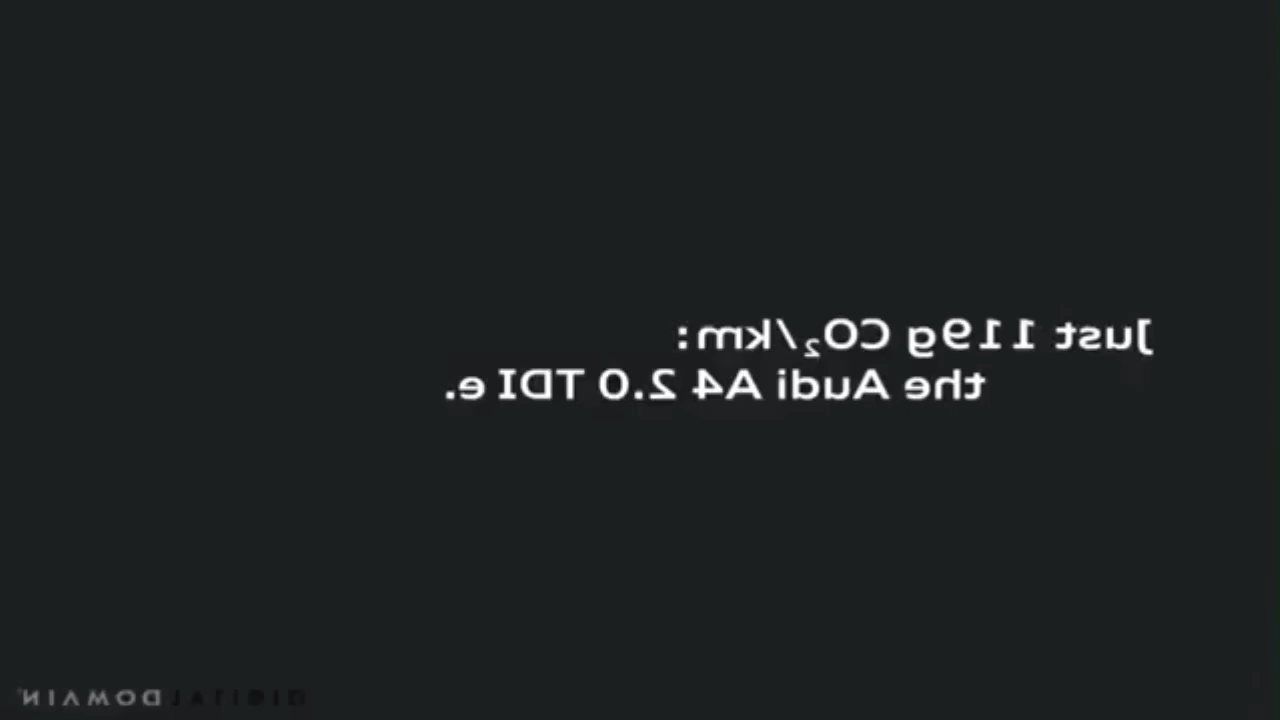 Just 119g CO₂/km:
the Audi A4 2.0 TDI e.
DIGITAL DOMAIN